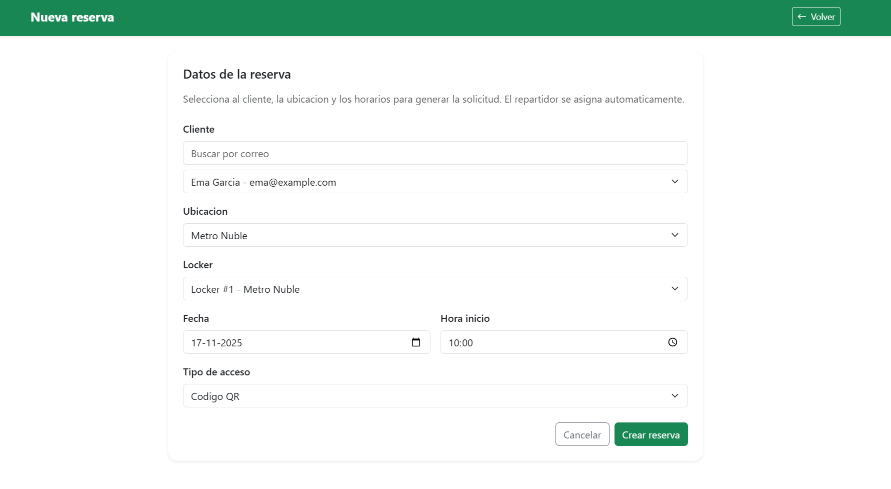 Nueva reserva
← Volver
Datos de la reserva
Selecciona al cliente, la ubicacion y los horarios para generar la solicitud. El repartidor se asigna automaticamente.
Cliente
Buscar por correo
Ema Garcia - ema@example.com
Ubicacion
Metro Nuble
Locker
Locker #1 - Metro Nuble
Fecha
Hora inicio
17-11-2025
10:00
Tipo de acceso
Codigo QR
Cancelar
Crear reserva